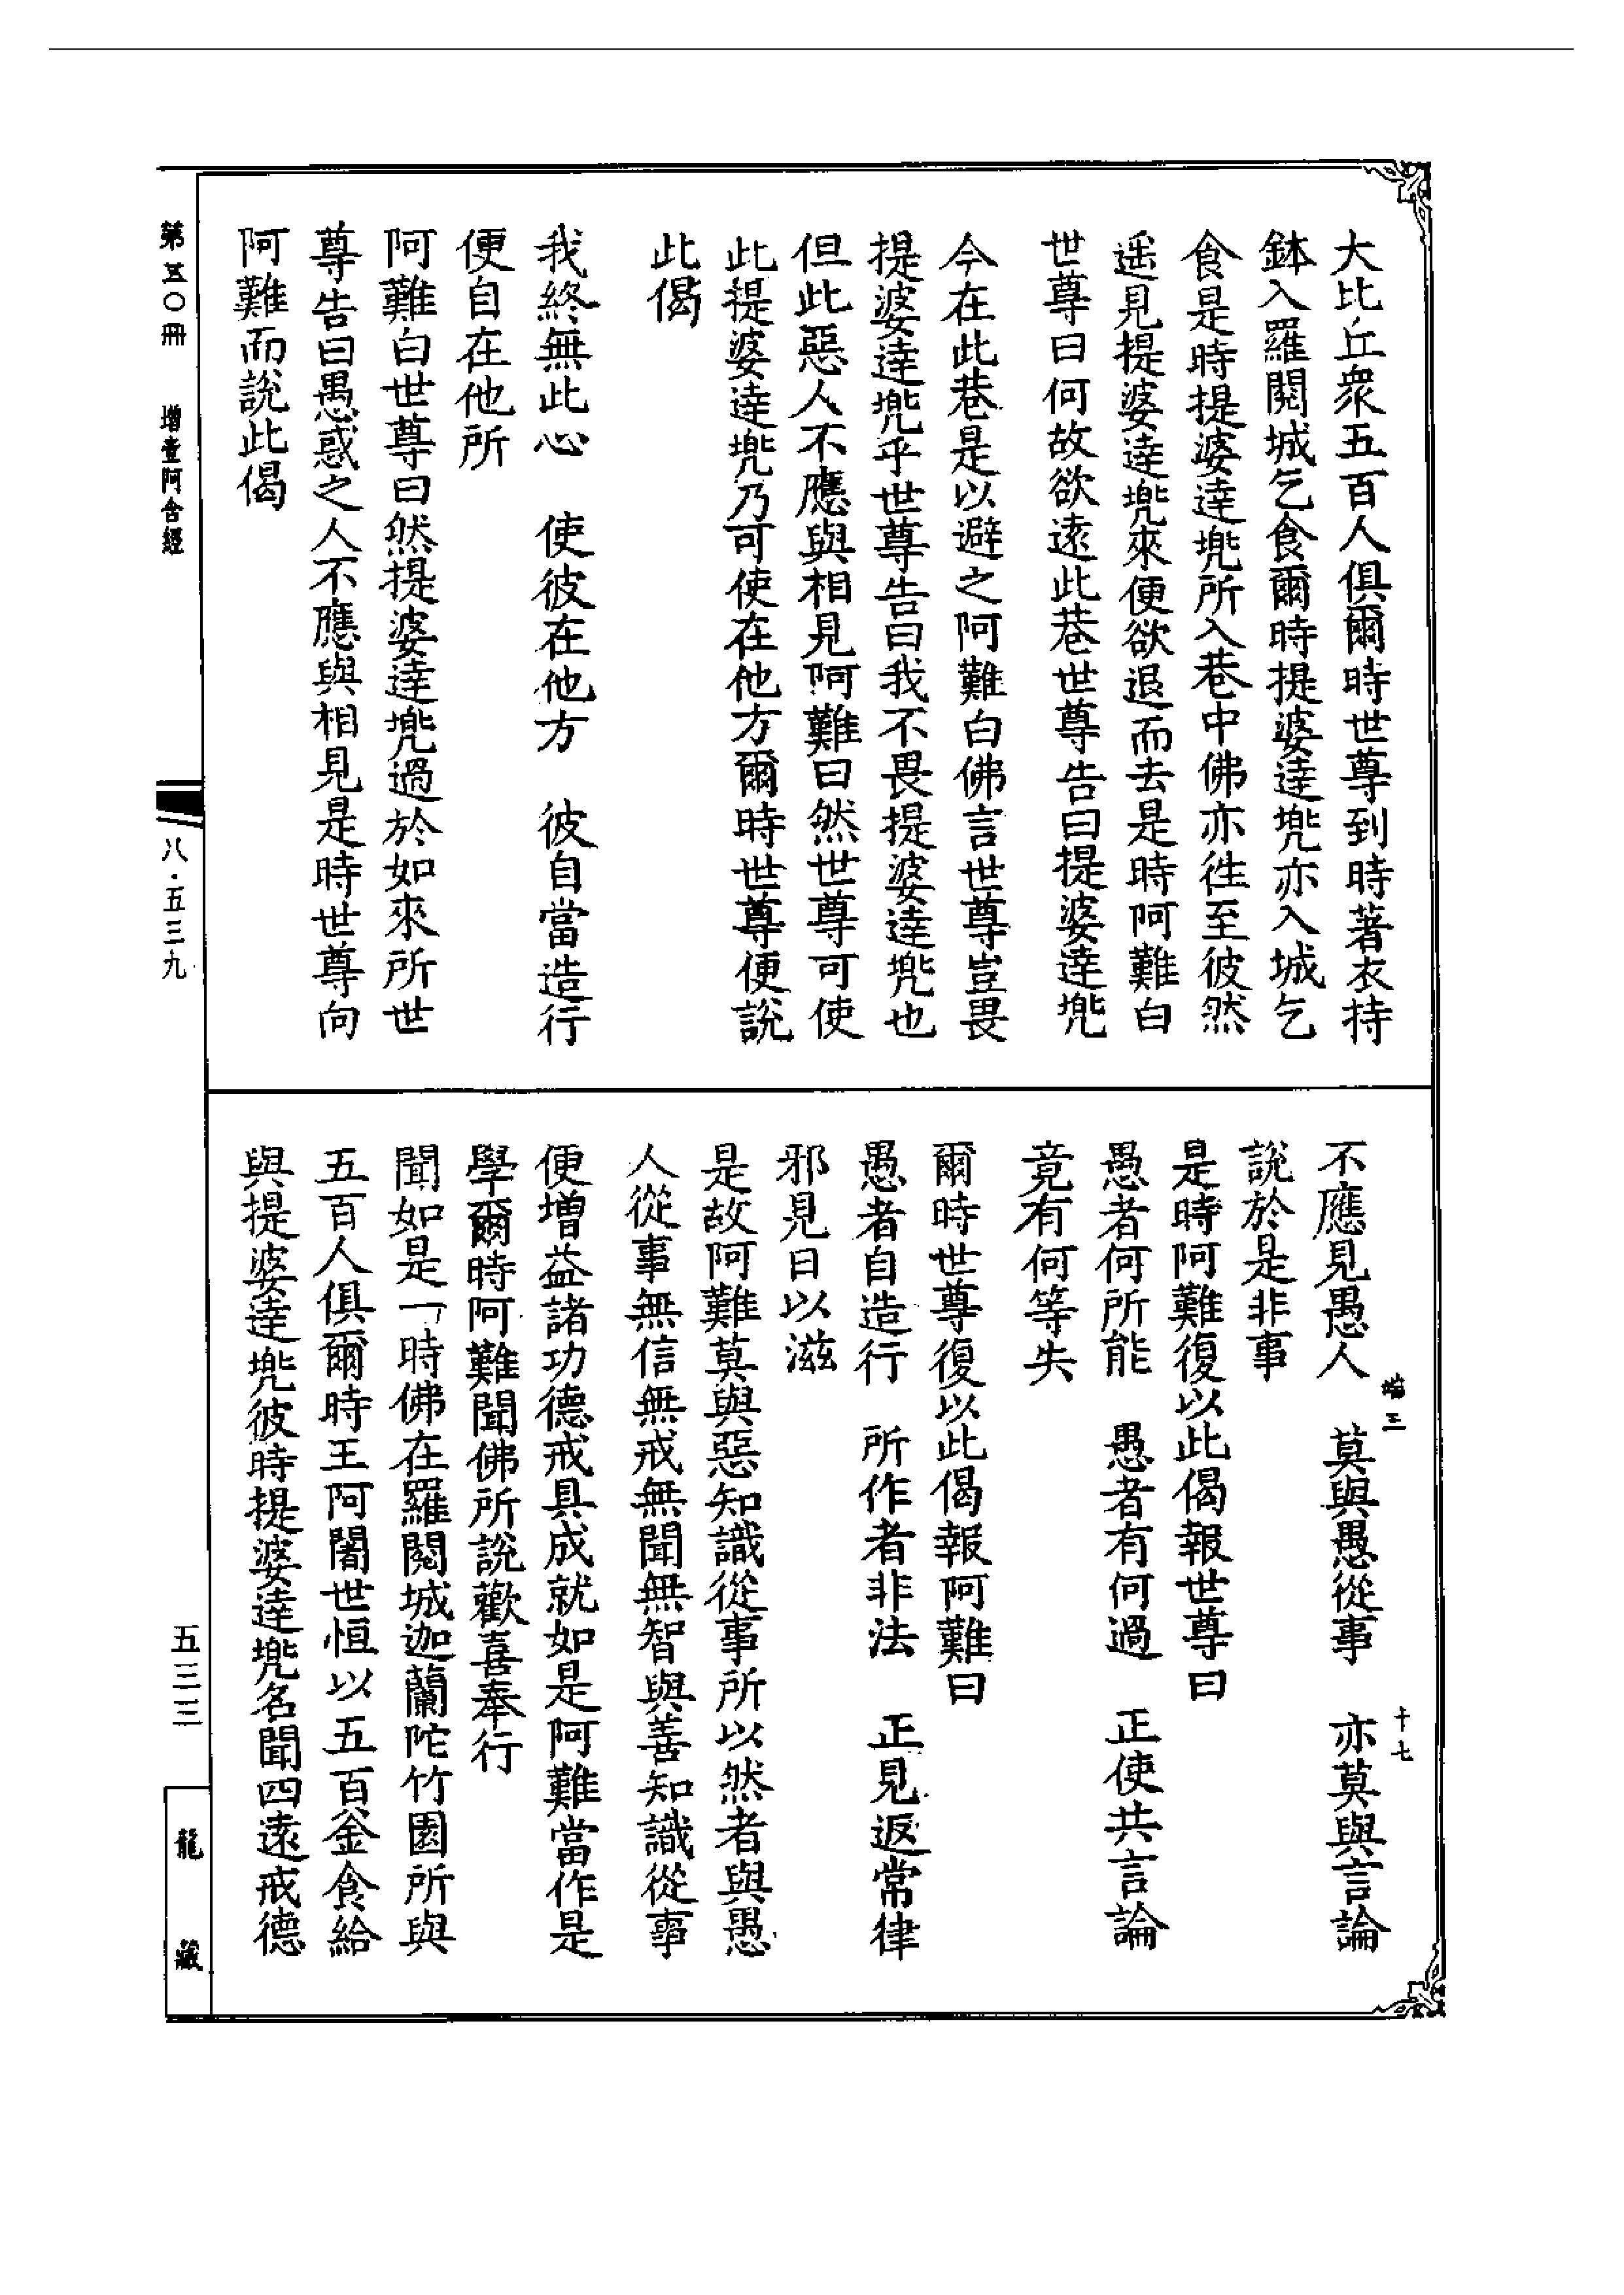 大比丘衆五百人俱爾時世尊到時著衣持
鉢入羅閱城乞食爾時提婆達兜亦入城乞
食是時提婆達兜所入巷中佛亦往至彼然
遥見提婆達兜來便欲退而去是時阿難白
世尊曰何故欲遠此巷世尊告曰提婆達兜
今在此巷是以避之阿難白佛言世尊豈畏
提婆達兜乎世尊告曰我不畏提婆達兜也
但此惡人不應與相見阿難曰然世尊可使
此提婆達兜乃可使在他方爾時世尊便說
此偈
我終無此心　使彼在他方　彼自當造行
便自在他所
阿難白世尊曰然提婆達兜過於如來所世
尊告曰愚惑之人不應與相見是時世尊向
阿難而說此偈
不應見愚人　莫與愚從事　亦莫與言論
說於是非事
是時阿難復以此偈報世尊曰
愚者何所能　愚者有何過　正使共言論
竟有何等失
爾時世尊復以此偈報阿難曰
愚者自造行　所作者非法　正見返常律
邪見日以滋
是故阿難莫與惡知識從事所以然者與愚
人從事無信無戒無聞無智與善知識從事
便增益諸功德戒具成就如是阿難當作是
學爾時阿難聞佛所說歡喜奉行
聞如是一時佛在羅閱城迦蘭陀竹園所與
五百人俱爾時王阿闍世恒以五百釜食給
與提婆達兜彼時提婆達兜名聞四遠戒德
第五〇冊　增壹阿含經
八·五三九
五三三
龍藏
十七